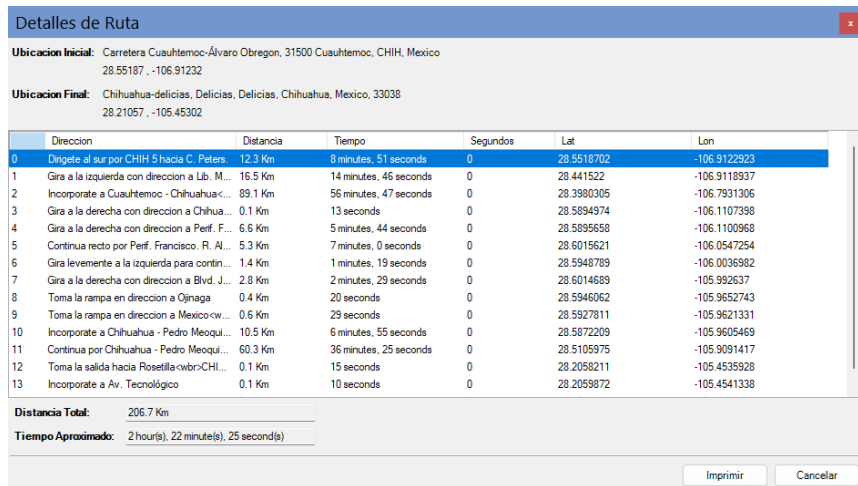 Detalles de Ruta
x
Ubicacion Inicial: Carretera Cuauhtemoc-Álvaro Obregon, 31500 Cuauhtemoc, CHIH, Mexico
28.55187 , -106.91232
Ubicacion Final: Chihuahua-delicias, Delicias, Delicias, Chihuahua, Mexico, 33038
28.21057 , -105.45302
Direccion Distancia Tiempo Segundos Lat Lon
0 Dirigete al sur por CHIH 5 hacia C. Peters. 12.3 Km 8 minutes, 51 seconds 0 28.5518702 -106.9122923
1 Gira a la izquierda con direccion a Lib. M... 16.5 Km 14 minutes, 46 seconds 0 28.441522 -106.9118937
2 Incorporate a Cuauhtemoc - Chihuahua<... 89.1 Km 56 minutes, 47 seconds 0 28.3980305 -106.7931306
3 Gira a la derecha con direccion a Chihua... 0.1 Km 13 seconds 0 28.5894974 -106.1107398
4 Gira a la derecha con direccion a Perif. F... 6.6 Km 5 minutes, 44 seconds 0 28.5895658 -106.1100968
5 Continua recto por Perif. Francisco. R. Al... 5.3 Km 7 minutes, 0 seconds 0 28.6015621 -106.0547254
6 Gira levemente a la izquierda para contin... 1.4 Km 1 minutes, 19 seconds 0 28.5948789 -106.0036982
7 Gira a la derecha con direccion a Blvd. J... 2.8 Km 2 minutes, 29 seconds 0 28.6014689 -105.992637
8 Toma la rampa en direccion a Ojinaga 0.4 Km 20 seconds 0 28.5946062 -105.9652743
9 Toma la rampa en direccion a Mexico<w... 0.6 Km 29 seconds 0 28.5927811 -105.9621331
10 Incorporate a Chihuahua - Pedro Meoqui... 10.5 Km 6 minutes, 55 seconds 0 28.5872209 -105.9605469
11 Continua por Chihuahua - Pedro Meoqui... 60.3 Km 36 minutes, 25 seconds 0 28.5105975 -105.9091417
12 Toma la salida hacia Rosetilla<wbr>CHI... 0.1 Km 15 seconds 0 28.2058211 -105.4535928
13 Incorporate a Av. Tecnológico 0.1 Km 10 seconds 0 28.2059872 -105.4541338
Distancia Total: 206.7 Km
Tiempo Aproximado: 2 hour(s), 22 minute(s), 25 second(s)
Imprimir Cancelar